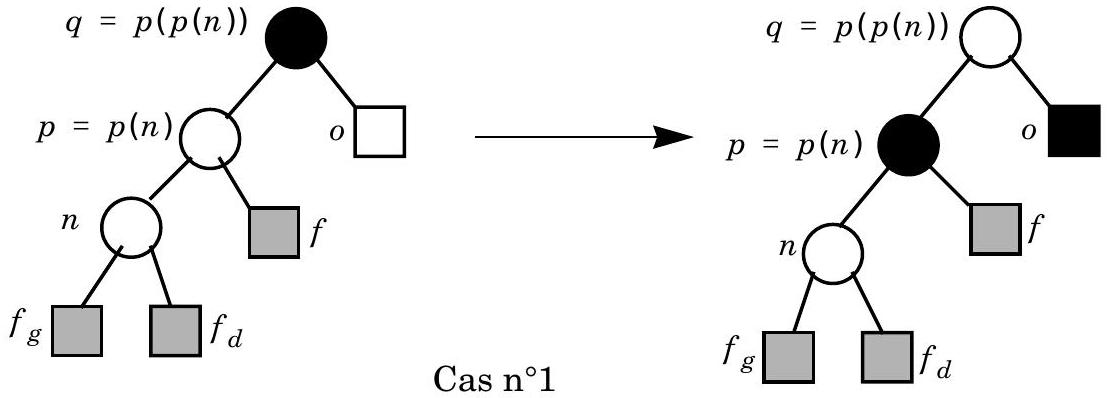 q = p(p(n))
p = p(n)
o
n
f
f_g
f_d
q = p(p(n))
o
p = p(n)
f
n
f_g
f_d
Cas n°1